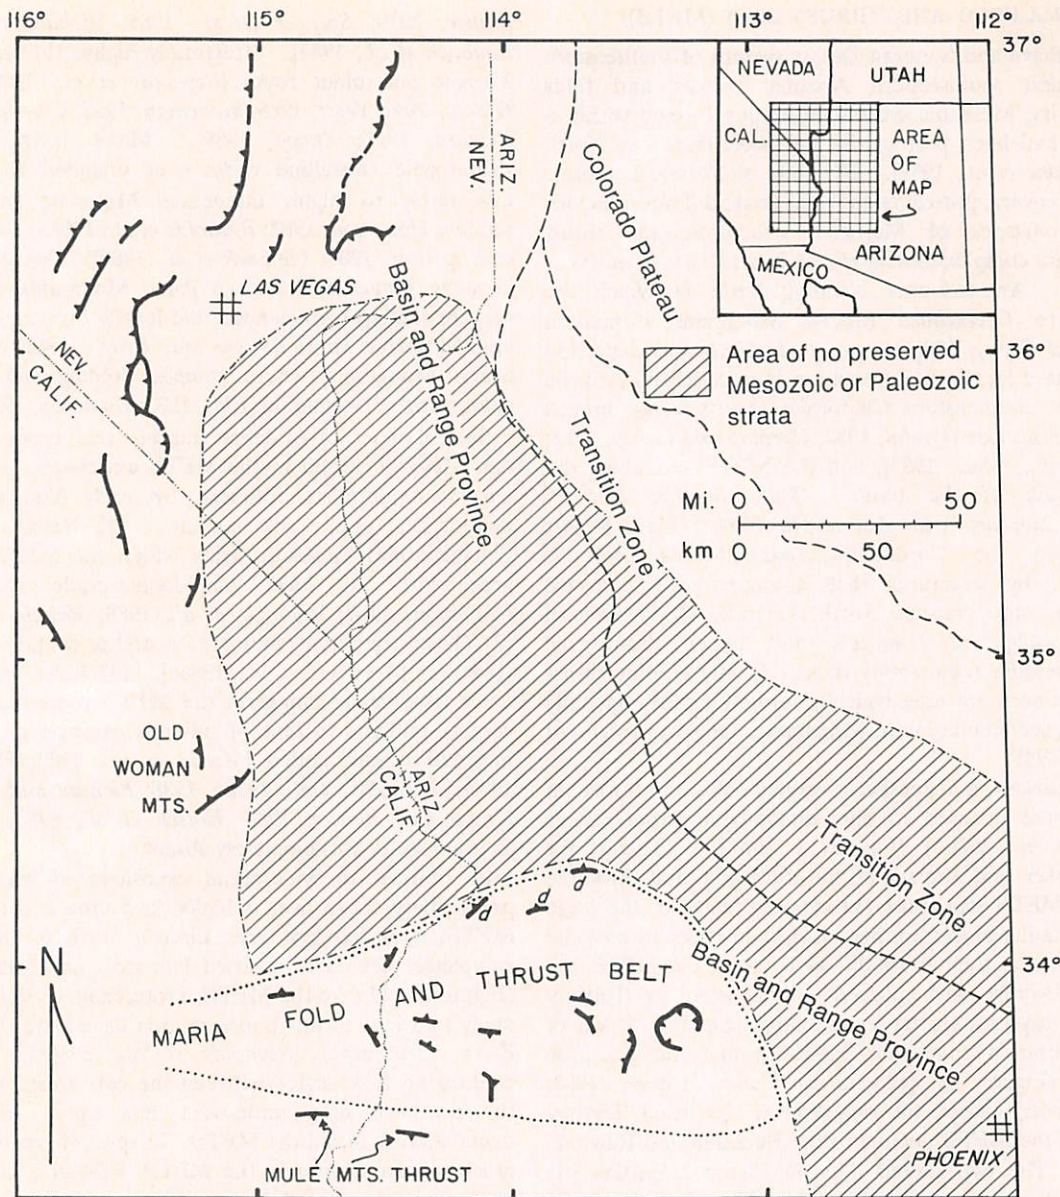 116° 115° 114° 113° 112°
37°
NEVADA
UTAH
CAL.
AREA
OF
MAP
ARIZONA
MEXICO
ARIZ
NEV.
Colorado Plateau
LAS VEGAS
Basin and Range Province
36°
NEV.
CALIF.
Area of no preserved
Mesozoic or Paleozoic
strata
Transition Zone
Mi. 0 50
km 0 50
35°
OLD
WOMAN
MTS.
ARIZ.
CALIF.
Transition Zone
d
d
d
34°
N
MARIA FOLD AND THRUST BELT
Basin and Range Province
PHOENIX
MULE MTS. THRUST